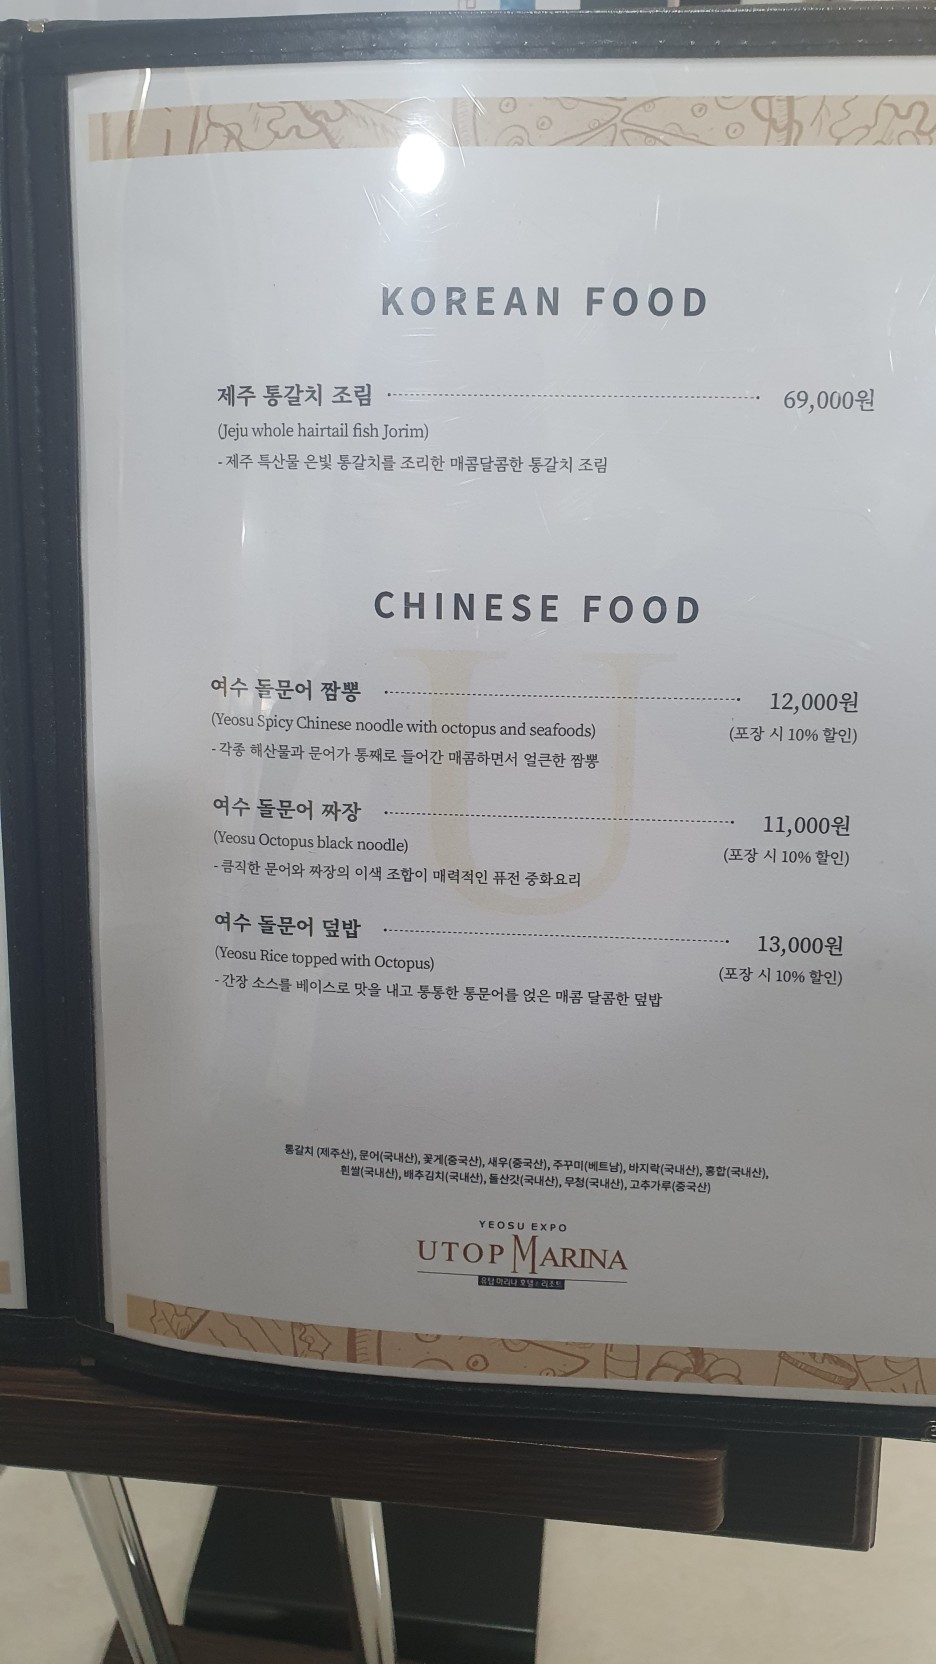 KOREAN FOOD
제주 통갈치 조림 69,000원
(Jeju whole hairtail fish Jorim)
- 제주 특산물 은빛 통갈치를 조리한 매콤달콤한 통갈치 조림
CHINESE FOOD
여수 돌문어 짬뽕 12,000원
(Yeosu Spicy Chinese noodle with octopus and seafoods) (포장 시 10% 할인)
- 각종 해산물과 문어가 통째로 들어간 매콤하면서 얼큰한 짬뽕
여수 돌문어 짜장 11,000원
(Yeosu Octopus black noodle) (포장 시 10% 할인)
- 큼직한 문어와 짜장의 이색 조합이 매력적인 퓨전 중화요리
여수 돌문어 덮밥 13,000원
(Yeosu Rice topped with Octopus) (포장 시 10% 할인)
- 간장 소스를 베이스로 맛을 내고 통통한 통문어를 얹은 매콤 달콤한 덮밥
통갈치 (제주산), 문어(국내산), 꽃게(중국산), 새우(중국산), 주꾸미(베트남), 바지락(국내산), 홍합(국내산),
흰쌀(국내산), 배추김치(국내산), 돌산갓(국내산), 무청(국내산), 고추가루(중국산)
YEOSU EXPO
UTOP MARINA
유탑 마리나 호텔 & 리조트